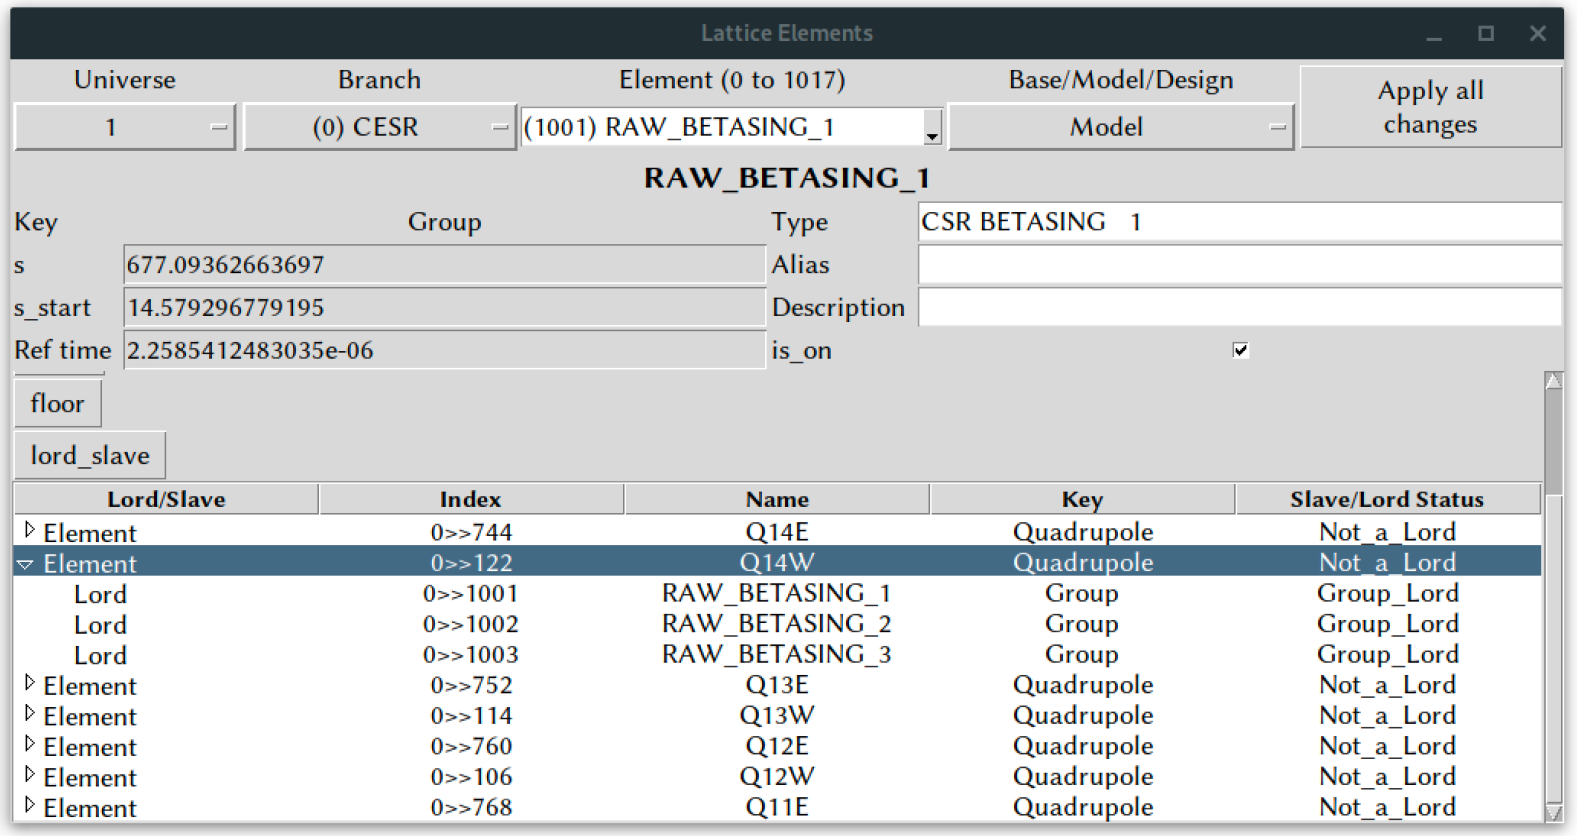 Lattice Elements
Universe Branch Element (0 to 1017) Base/Model/Design Apply all changes
1 (0) CESR (1001) RAW_BETASING_1 Model
RAW_BETASING_1
Key Group Type CSR BETASING 1
s 677.09362663697 Alias
s_start 14.579296779195 Description
Ref time 2.2585412483035e-06 is_on
floor
lord_slave
Lord/Slave Index Name Key Slave/Lord Status
Element 0>>744 Q14E Quadrupole Not_a_Lord
Element 0>>122 Q14W Quadrupole Not_a_Lord
Lord 0>>1001 RAW_BETASING_1 Group Group_Lord
Lord 0>>1002 RAW_BETASING_2 Group Group_Lord
Lord 0>>1003 RAW_BETASING_3 Group Group_Lord
Element 0>>752 Q13E Quadrupole Not_a_Lord
Element 0>>114 Q13W Quadrupole Not_a_Lord
Element 0>>760 Q12E Quadrupole Not_a_Lord
Element 0>>106 Q12W Quadrupole Not_a_Lord
Element 0>>768 Q11E Quadrupole Not_a_Lord